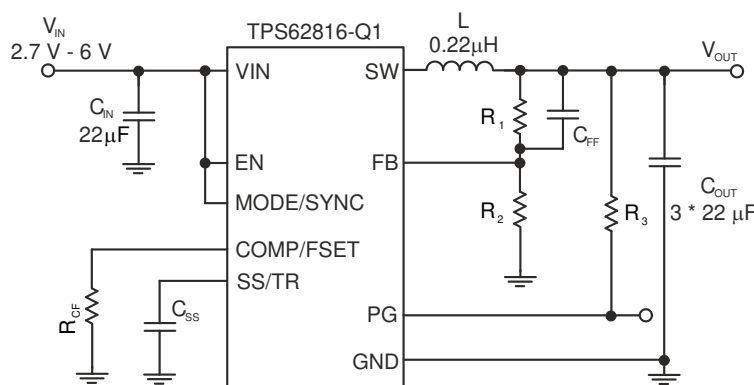 TPS62816-Q1
V_IN
2.7 V - 6 V
L
0.22μH
V_OUT
VIN
SW
C_IN
22μF
R_1
C_FF
EN
FB
MODE/SYNC
R_2
R_3
C_OUT
3 * 22 μF
COMP/FSET
SS/TR
R_CF
C_SS
PG
GND